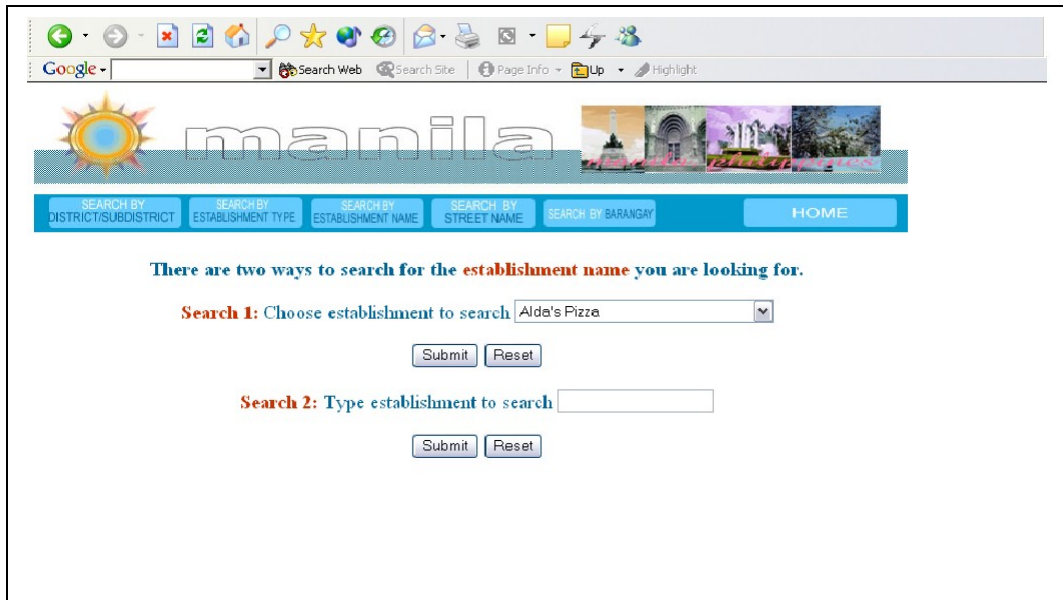 Google Search Web Search Site Page Info Up Highlight
manila
manila, philippines
SEARCH BY DISTRICT/SUBDISTRICT
SEARCH BY ESTABLISHMENT TYPE
SEARCH BY ESTABLISHMENT NAME
SEARCH BY STREET NAME
SEARCH BY BARANGAY
HOME
There are two ways to search for the establishment name you are looking for.
Search 1: Choose establishment to search Alda's Pizza
Submit Reset
Search 2: Type establishment to search
Submit Reset